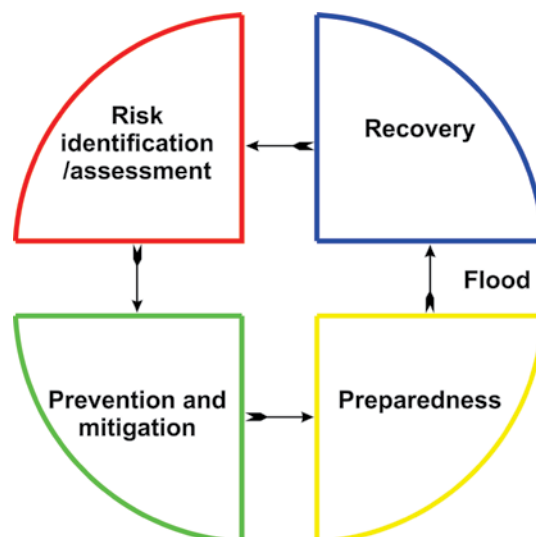 Risk
identification
/assessment
Recovery
Flood
Prevention and
mitigation
Preparedness